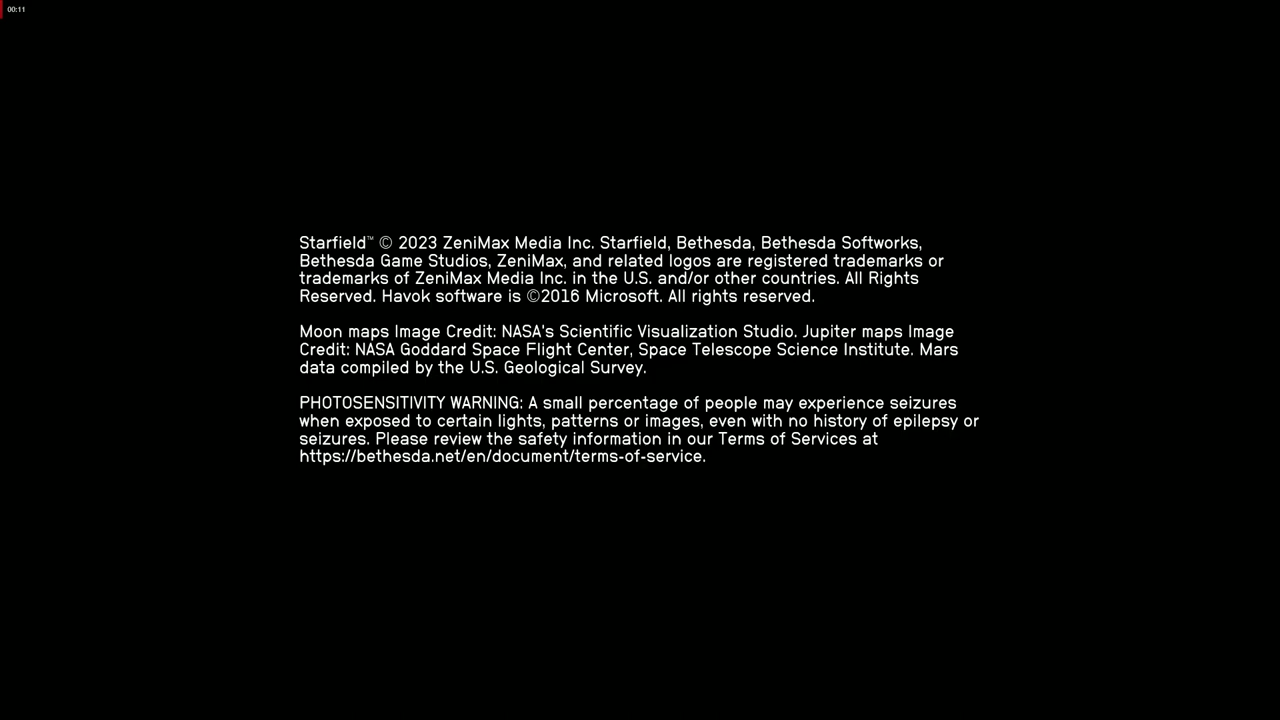 00:11
Starfield™ © 2023 ZeniMax Media Inc. Starfield, Bethesda, Bethesda Softworks,
Bethesda Game Studios, ZeniMax, and related logos are registered trademarks or
trademarks of ZeniMax Media Inc. in the U.S. and/or other countries. All Rights
Reserved. Havok software is ©2016 Microsoft. All rights reserved.
Moon maps Image Credit: NASA's Scientific Visualization Studio. Jupiter maps Image
Credit: NASA Goddard Space Flight Center, Space Telescope Science Institute. Mars
data compiled by the U.S. Geological Survey.
PHOTOSENSITIVITY WARNING: A small percentage of people may experience seizures
when exposed to certain lights, patterns or images, even with no history of epilepsy or
seizures. Please review the safety information in our Terms of Services at
https://bethesda.net/en/document/terms-of-service.